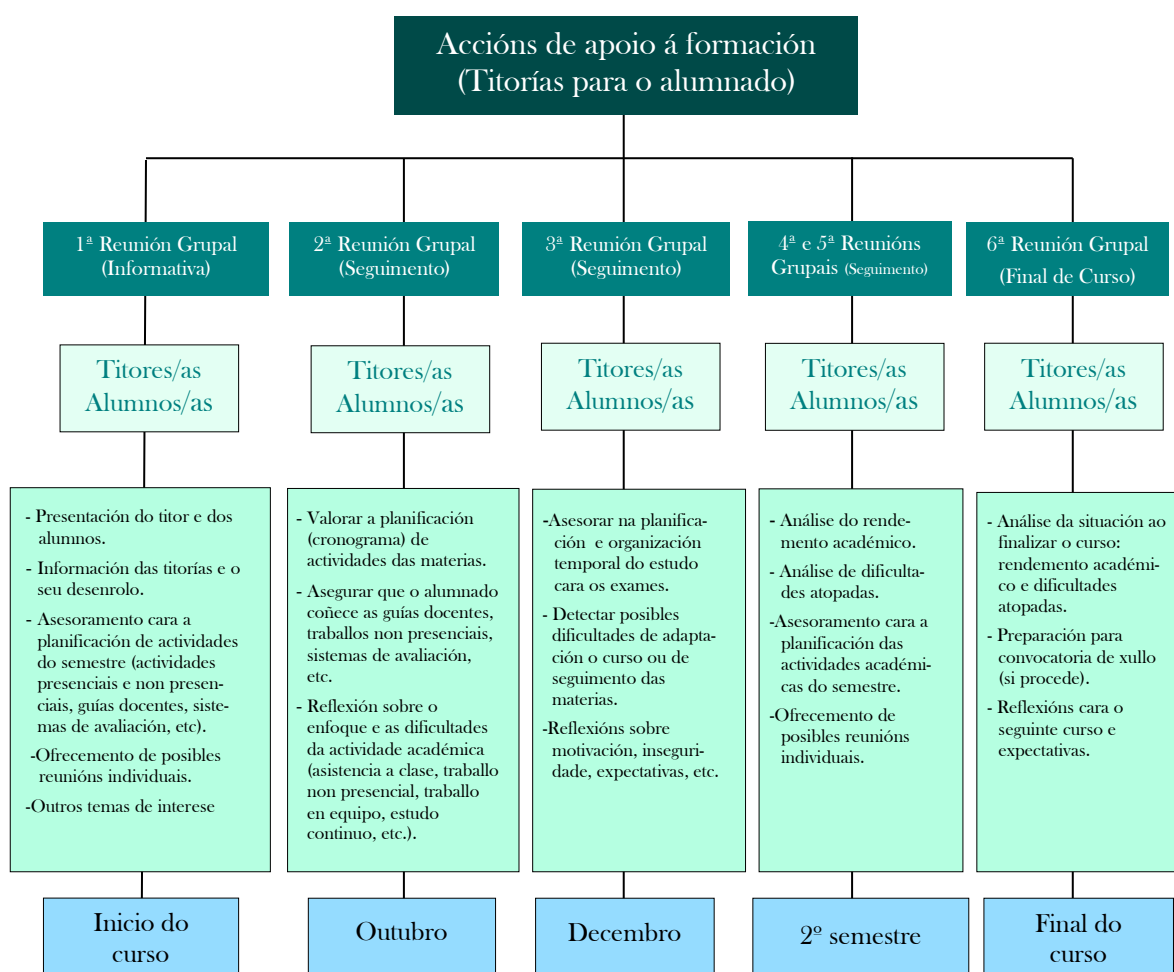 Accións de apoio á formación
(Titorías para o alumnado)
1ª Reunión Grupal
(Informativa)
2ª Reunión Grupal
(Seguimento)
3ª Reunión Grupal
(Seguimento)
4ª e 5ª Reunións
Grupais (Seguimento)
6ª Reunión Grupal
(Final de Curso)
Titores/as
Alumnos/as
Titores/as
Alumnos/as
Titores/as
Alumnos/as
Titores/as
Alumnos/as
Titores/as
Alumnos/as
- Presentación do titor e dos
alumnos.
- Información das titorías e o
seu desenrolo.
- Asesoramento cara a
planificación de actividades
do semestre (actividades
presenciais e non presen-
ciais, guías docentes, siste-
mas de avaliación, etc).
-Ofrecemento de posibles
reunións individuais.
-Outros temas de interese
- Valorar a planificación
(cronograma) de
actividades das materias.
- Asegurar que o alumnado
coñece as guías docentes,
traballos non presenciais,
sistemas de avaliación,
etc.
- Reflexión sobre o
enfoque e as dificultades
da actividade académica
(asistencia a clase, traballo
non presencial, traballo
en equipo, estudo
continuo, etc.).
-Asesorar na planifica-
ción e organización
temporal do estudo
cara os exames.
- Detectar posibles
dificultades de adapta-
ción o curso ou de
seguimento das
materias.
-Reflexións sobre
motivación, inseguri-
dade, expectativas, etc.
- Análise do rende-
mento académico.
- Análise de dificulta-
des atopadas.
-Asesoramento cara a
planificación das
actividades académi-
cas do semestre.
-Ofrecemento de
posibles reunións
individuais.
- Análise da situación ao
finalizar o curso:
rendemento académi-
co e dificultades
atopadas.
- Preparación para
convocatoria de xullo
(si procede).
- Reflexións cara o
seguinte curso e
expectativas.
Inicio do
curso
Outubro
Decembro
2º semestre
Final do
curso